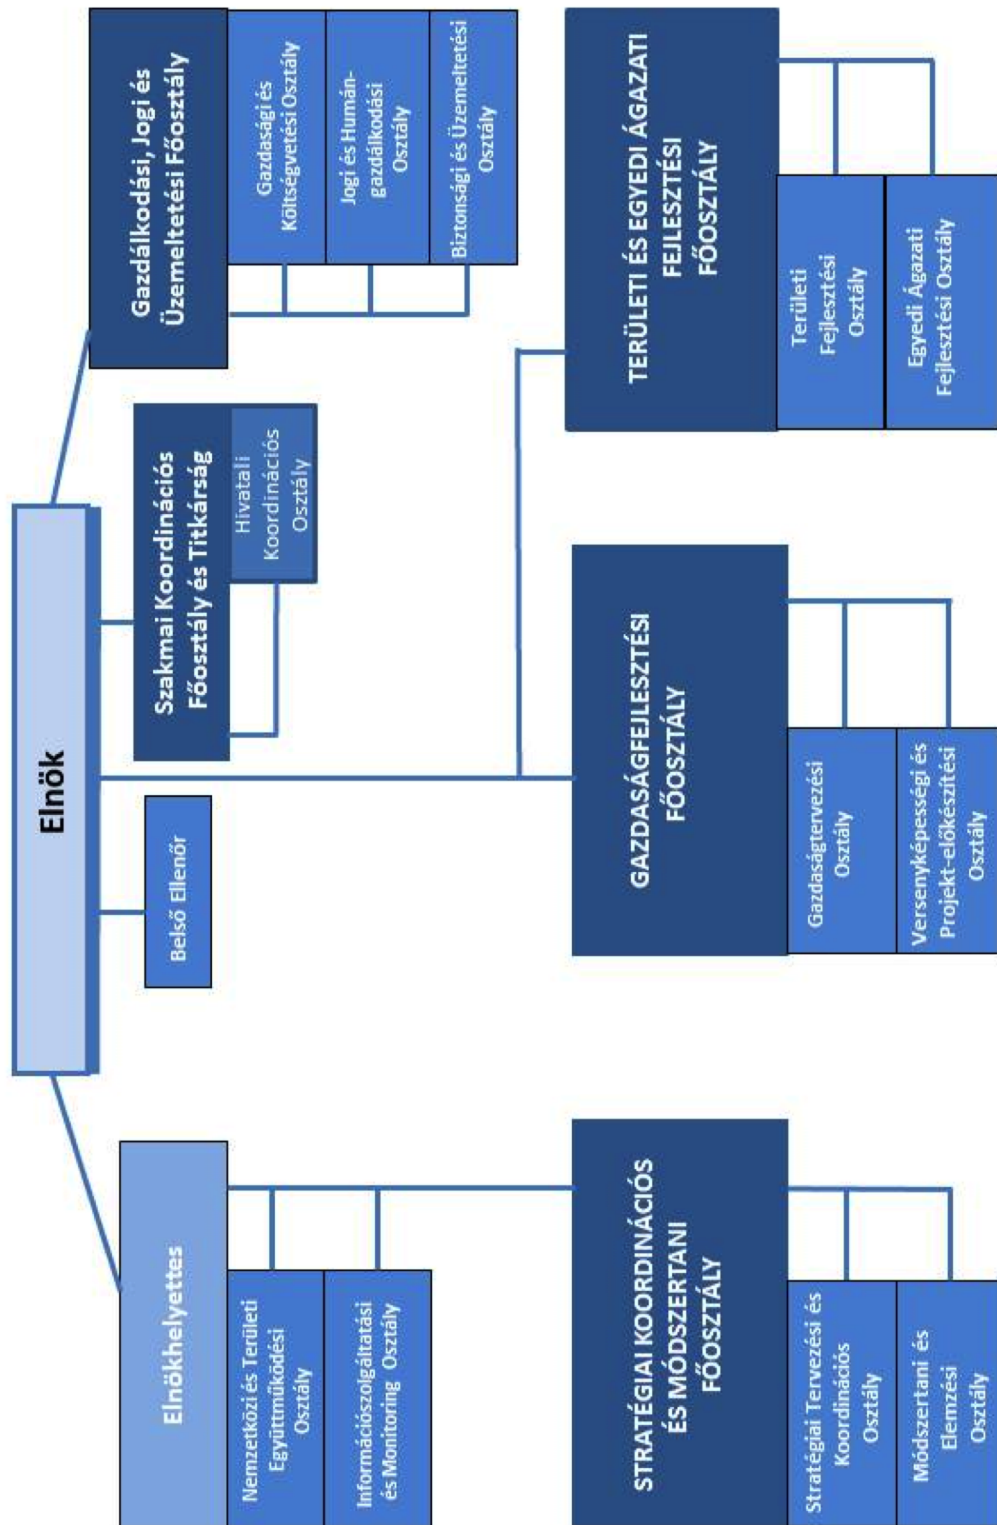 Elnök
Elnökhelyettes
Nemzetközi és Területi
Együttműködési
Osztály
Információszolgáltatási
és Monitoring Osztály
Belső Ellenőr
Szakmai Koordinációs
Főosztály és Titkárság
Hivatali
Koordinációs
Osztály
Gazdálkodási, Jogi és
Üzemeltetési Főosztály
Gazdasági és
Költségvetési Osztály
Jogi és Humán-
gazdálkodási
Osztály
Biztonsági és Üzemeltetési
Osztály
STRATÉGIAI KOORDINÁCIÓS
ÉS MÓDSZERTANI
FŐOSZTÁLY
Stratégiai Tervezési és
Koordinációs
Osztály
Módszertani és
Elemzési
Osztály
GAZDASÁGFEJLESZTÉSI
FŐOSZTÁLY
Gazdaságtervezési
Osztály
Versenyképességi és
Projekt-előkészítési
Osztály
TERÜLETI ÉS EGYEDI ÁGAZATI
FEJLESZTÉSI
FŐOSZTÁLY
Területi
Fejlesztési
Osztály
Egyedi Ágazati
Fejlesztési Osztály